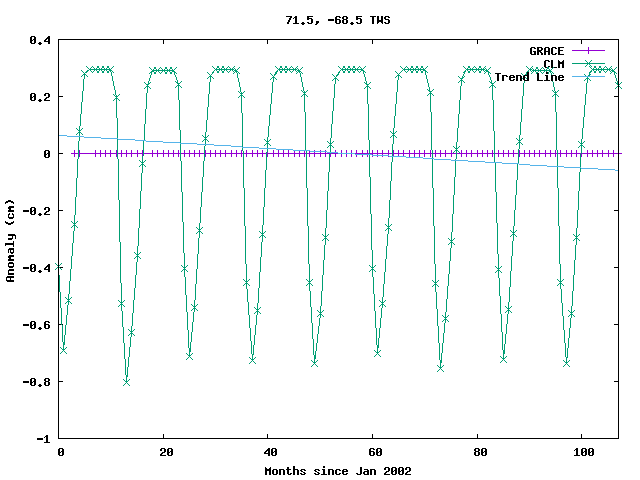 71.5, -68.5 TWS
GRACE
CLM
Trend Line
0.4
0.2
0
-0.2
-0.4
-0.6
-0.8
-1
Anomaly (cm)
0 20 40 60 80 100
Months since Jan 2002